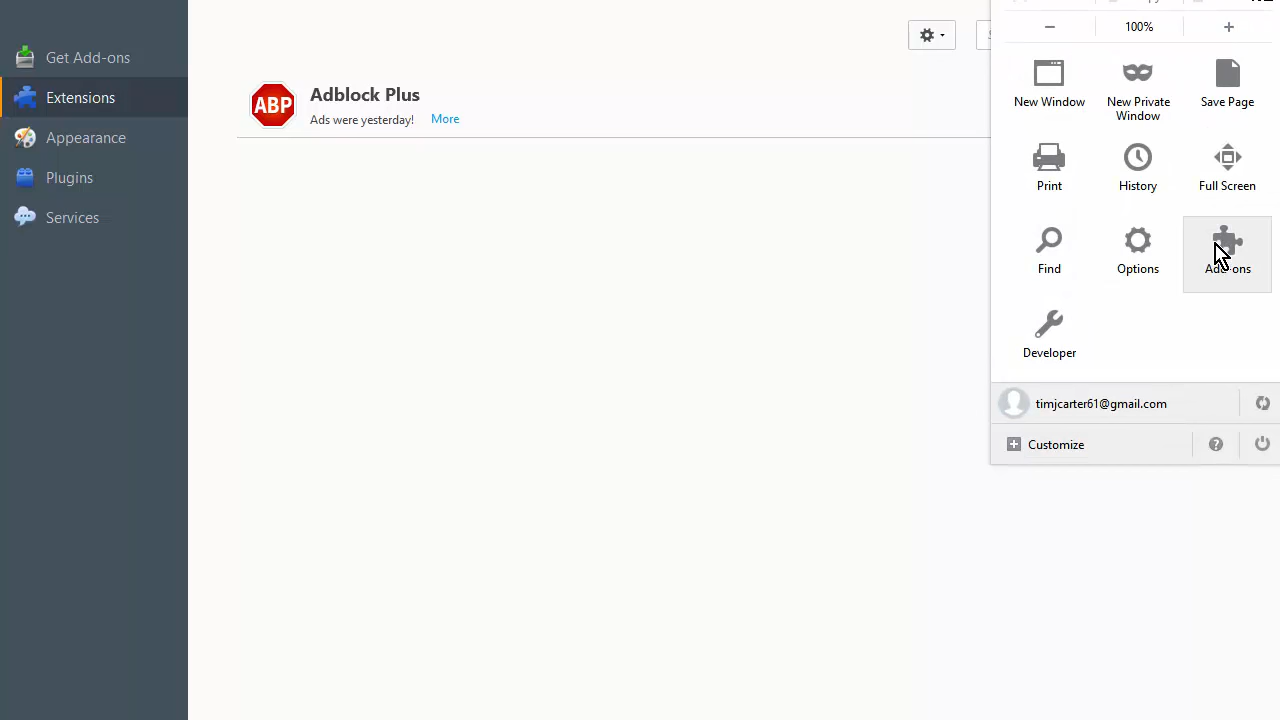 Get Add-ons
Extensions
Appearance
Plugins
Services
ABP
Adblock Plus
Ads were yesterday! More
100%
New Window
New Private
Window
Save Page
Print
History
Full Screen
Find
Options
Add-ons
Developer
timjcarter61@gmail.com
Customize